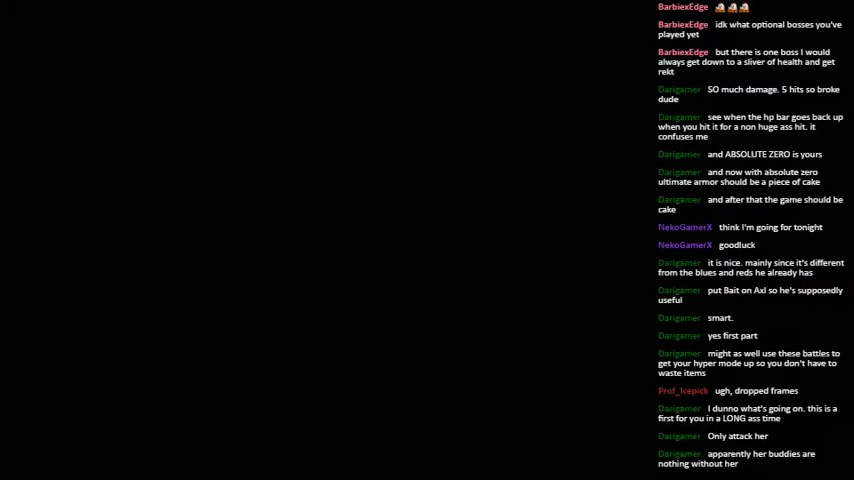 BarbiexEdge
BarbiexEdge idk what optional bosses you've
played yet
BarbiexEdge but there is one boss I would
always get down to a sliver of health and get
rekt
Darigamer SO much damage. 5 hits so broke
dude
Darigamer see when the hp bar goes back up
when you hit it for a non huge ass hit. it
confuses me
Darigamer and ABSOLUTE ZERO is yours
Darigamer and now with absolute zero
ultimate armor should be a piece of cake
Darigamer and after that the game should be
cake
NekoGamerX think I'm going for tonight
NekoGamerX goodluck
Darigamer it is nice. mainly since it's different
from the blues and reds he already has
Darigamer put Bait on Axl so he's supposedly
useful
Darigamer smart.
Darigamer yes first part
Darigamer might as well use these battles to
get your hyper mode up so you don't have to
waste items
Prof_Icepick ugh, dropped frames
Darigamer I dunno what's going on. this is a
first for you in a LONG ass time
Darigamer Only attack her
Darigamer apparently her buddies are
nothing without her